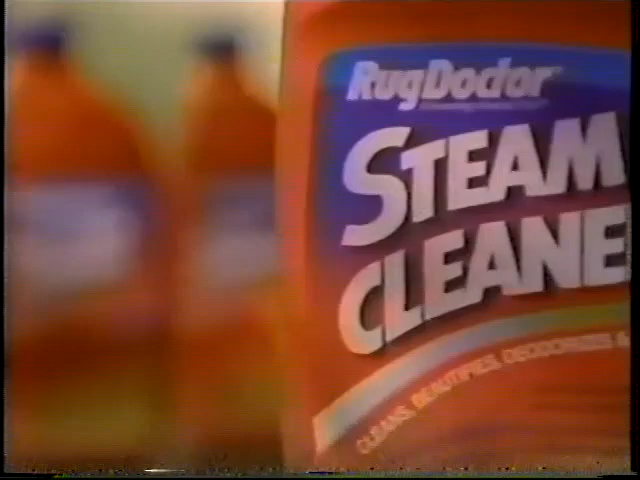 RugDoctor
STEAM
CLEANE
CLEANS, BEAUTIFIES, DEODORIZES &